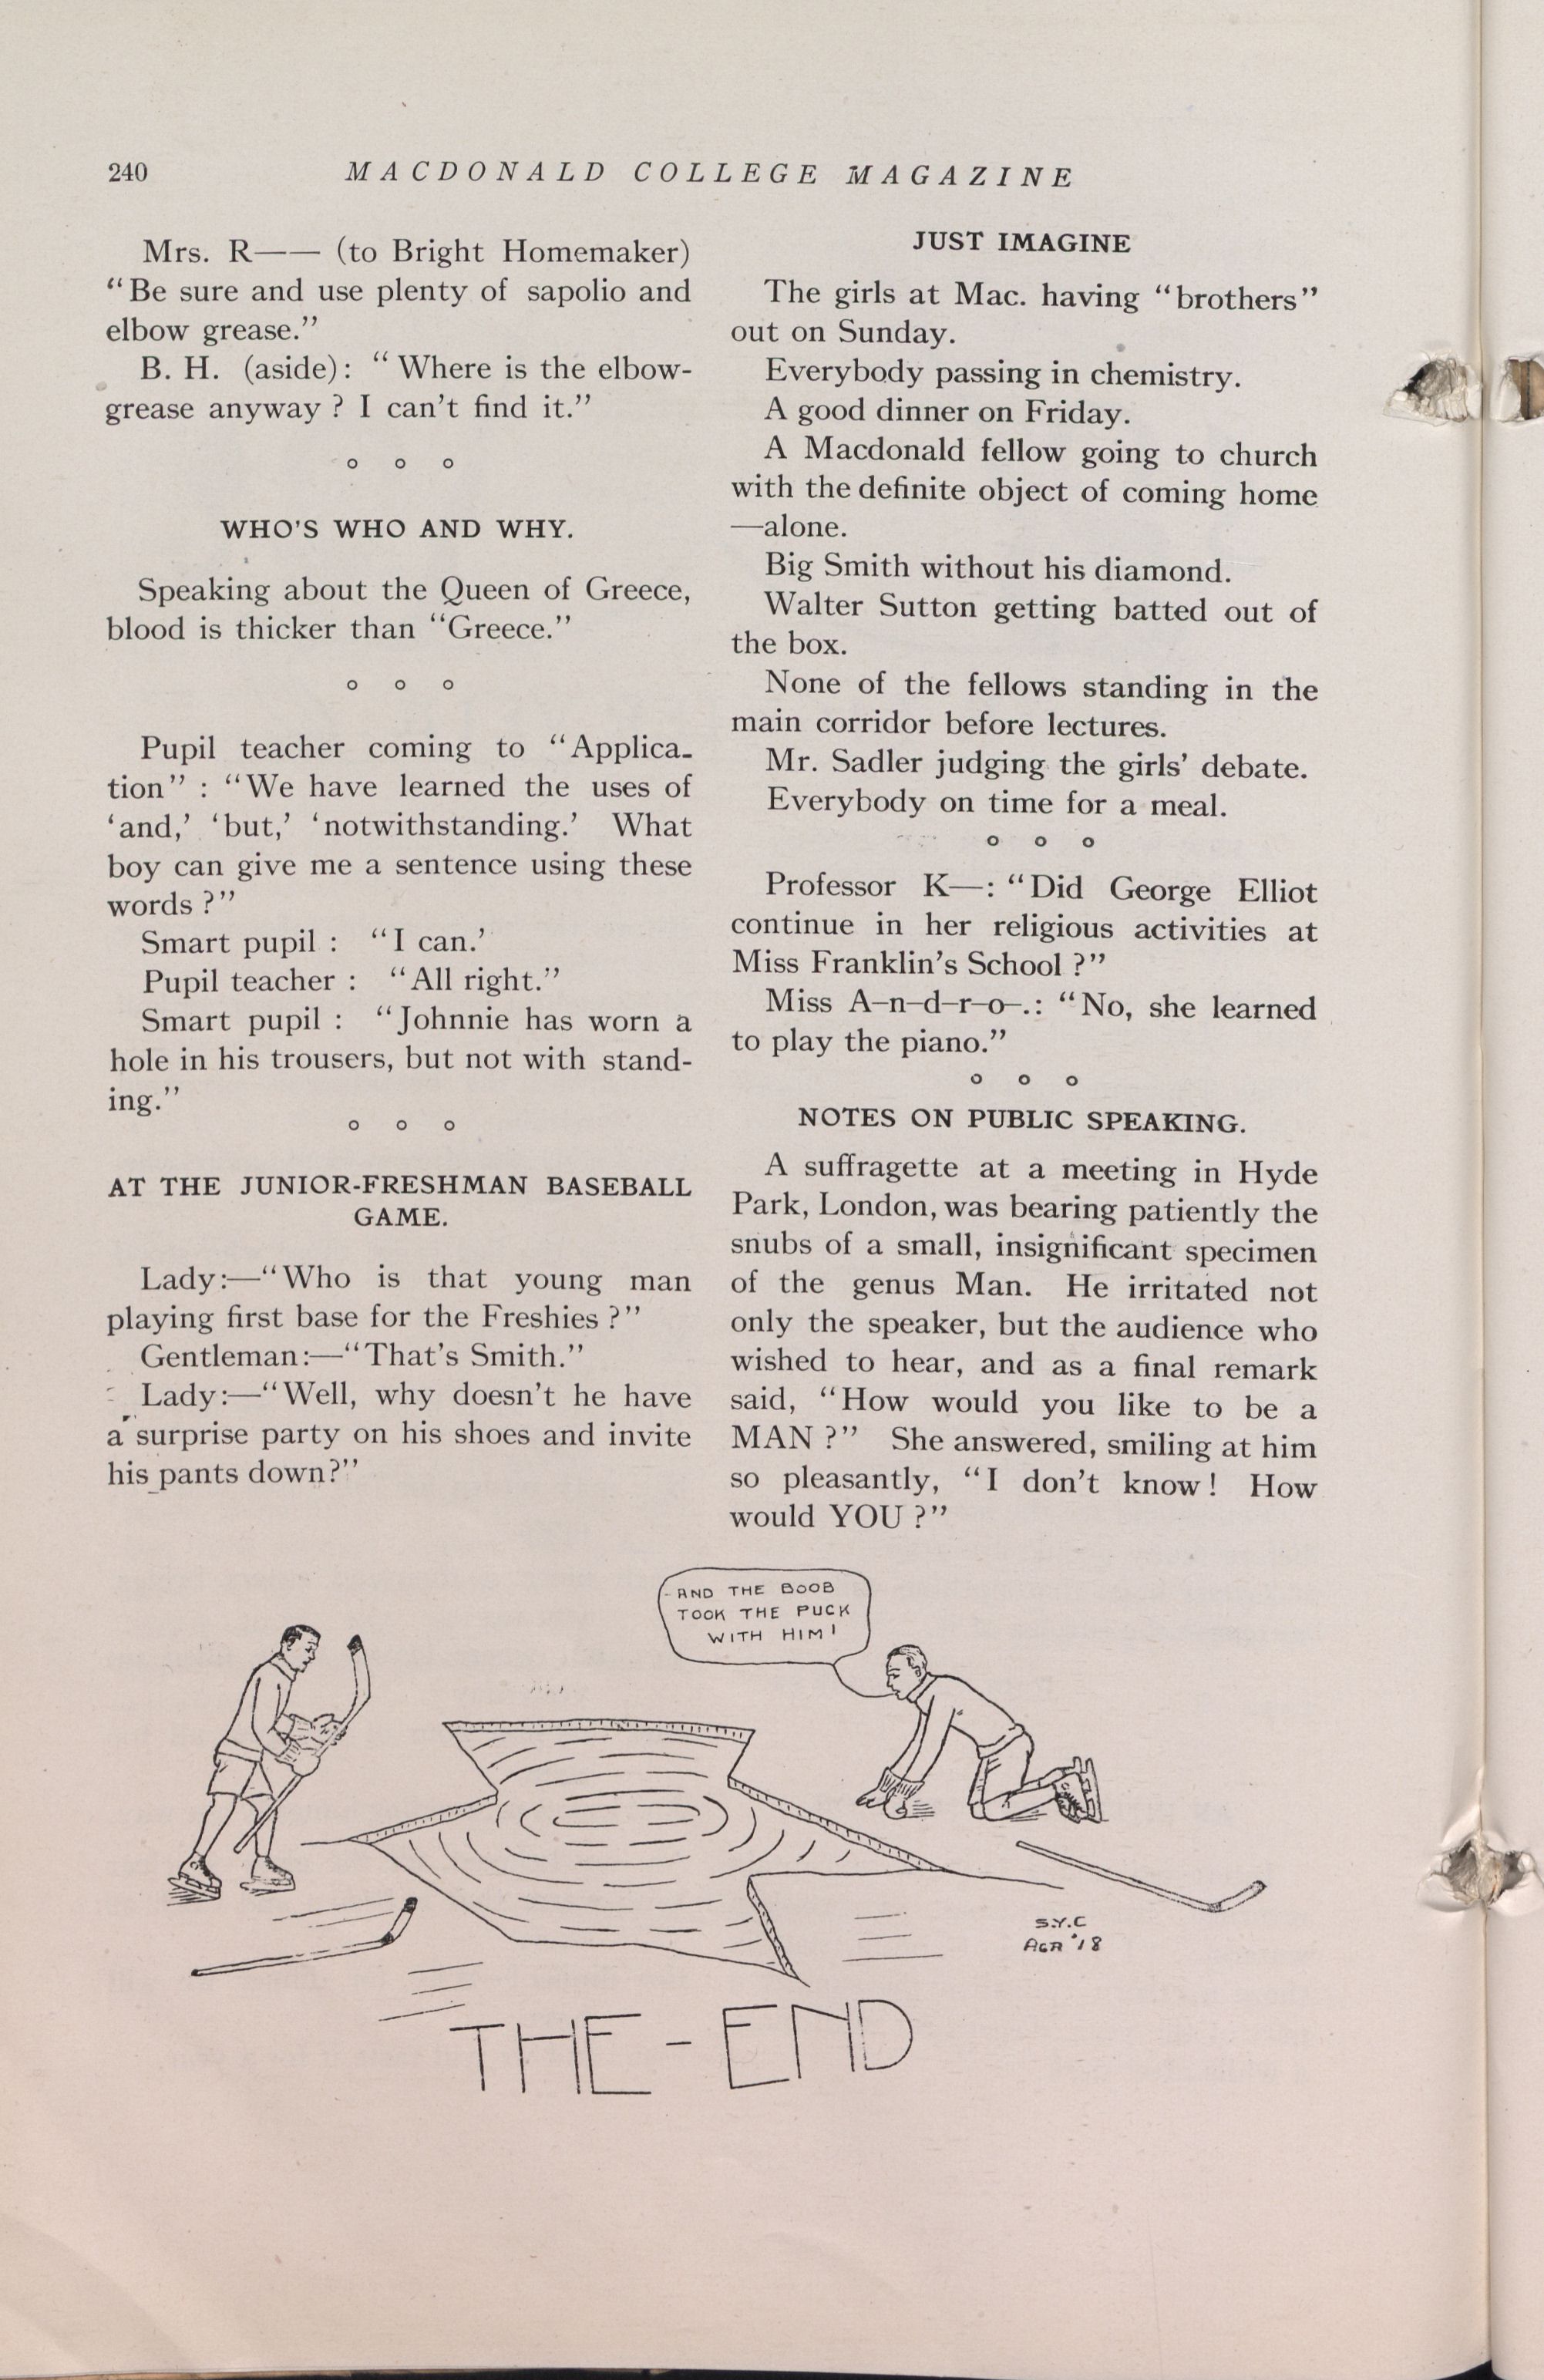 240
MACDONALD COLLEGE MAGAZINE
Mrs. R—— (to Bright Homemaker)
“Be sure and use plenty of sapolio and
elbow grease.”
B. H. (aside): “Where is the elbow-
grease anyway? I can’t find it.”
o o o
WHO’S WHO AND WHY.
Speaking about the Queen of Greece,
blood is thicker than “Greece.”
o o o
Pupil teacher coming to “Applica-
tion” : “We have learned the uses of
‘and,’ ‘but,’ ‘notwithstanding.’ What
boy can give me a sentence using these
words?”
Smart pupil : “I can.’
Pupil teacher : “All right.”
Smart pupil : “Johnnie has worn a
hole in his trousers, but not with stand-
ing.”
o o o
AT THE JUNIOR-FRESHMAN BASEBALL
GAME.
Lady:—“Who is that young man
playing first base for the Freshies?”
Gentleman:—“That’s Smith.”
Lady:—“Well, why doesn’t he have
a surprise party on his shoes and invite
his pants down?”
JUST IMAGINE
The girls at Mac. having “brothers”
out on Sunday.
Everybody passing in chemistry.
A good dinner on Friday.
A Macdonald fellow going to church
with the definite object of coming home
—alone.
Big Smith without his diamond.
Walter Sutton getting batted out of
the box.
None of the fellows standing in the
main corridor before lectures.
Mr. Sadler judging the girls’ debate.
Everybody on time for a meal.
o o o
Professor K—: “Did George Elliot
continue in her religious activities at
Miss Franklin’s School?”
Miss A–n–d–r–o–.: “No, she learned
to play the piano.”
o o o
NOTES ON PUBLIC SPEAKING.
A suffragette at a meeting in Hyde
Park, London, was bearing patiently the
snubs of a small, insignificant specimen
of the genus Man. He irritated not
only the speaker, but the audience who
wished to hear, and as a final remark
said, “How would you like to be a
MAN?” She answered, smiling at him
so pleasantly, “I don’t know! How
would YOU?”
- AND THE BOOB
TOOK THE PUCK
WITH HIM!
S.Y.C
AGR '18
THE - END